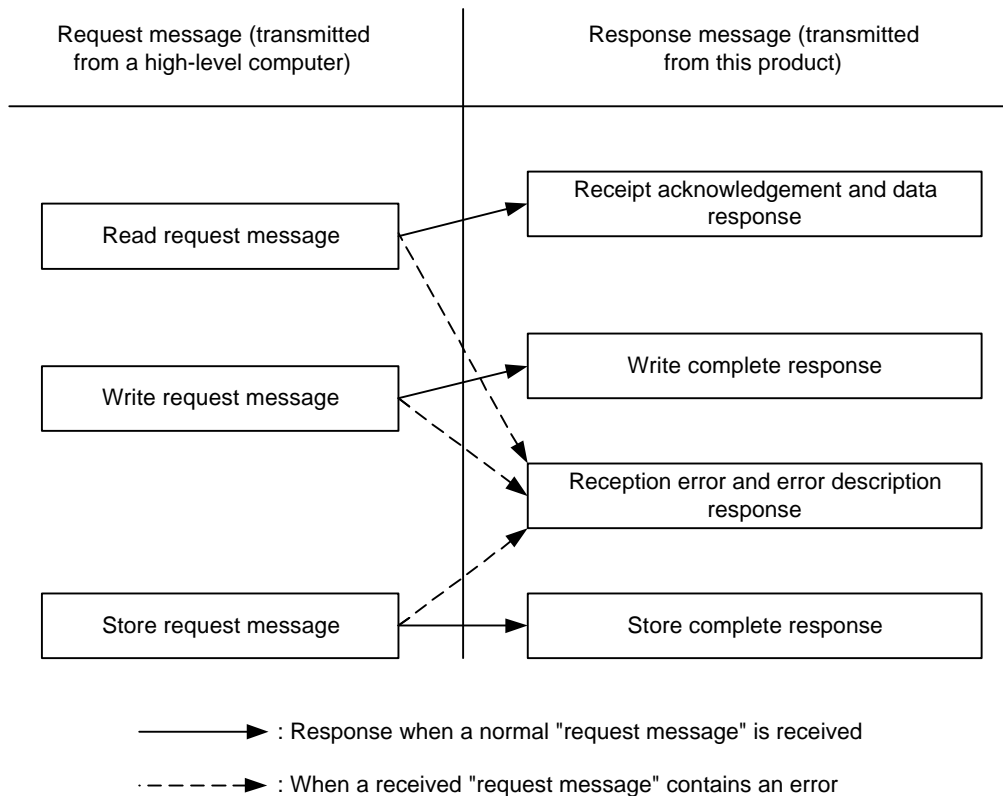 Request message (transmitted
from a high-level computer)
Response message (transmitted
from this product)
Read request message
Receipt acknowledgement and data
response
Write request message
Write complete response
Reception error and error description
response
Store request message
Store complete response
: Response when a normal "request message" is received
: When a received "request message" contains an error